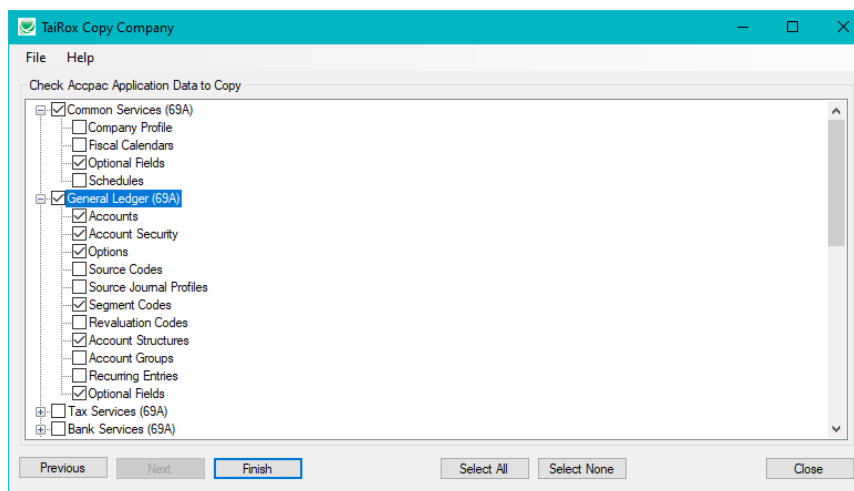 TaiRox Copy Company
File Help
Check Accpac Application Data to Copy
Common Services (69A)
Company Profile
Fiscal Calendars
Optional Fields
Schedules
General Ledger (69A)
Accounts
Account Security
Options
Source Codes
Source Journal Profiles
Segment Codes
Revaluation Codes
Account Structures
Account Groups
Recurring Entries
Optional Fields
Tax Services (69A)
Bank Services (69A)
Previous Next Finish Select All Select None Close